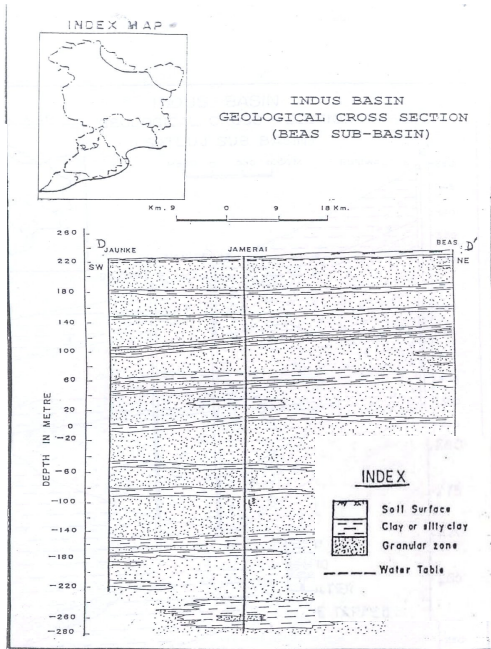 INDEX MAP
INDUS BASIN
GEOLOGICAL CROSS SECTION
(BEAS SUB-BASIN)
Km. 9 0 9 18 Km.
D JAUNKE JAMERAI BEAS D'
SW NE
DEPTH IN METRE
260
220
180
140
100
60
20
0
-20
-60
-100
-140
-180
-220
-260
-280
INDEX
Soil Surface
Clay or siltyclay
Granular zone
Water Table